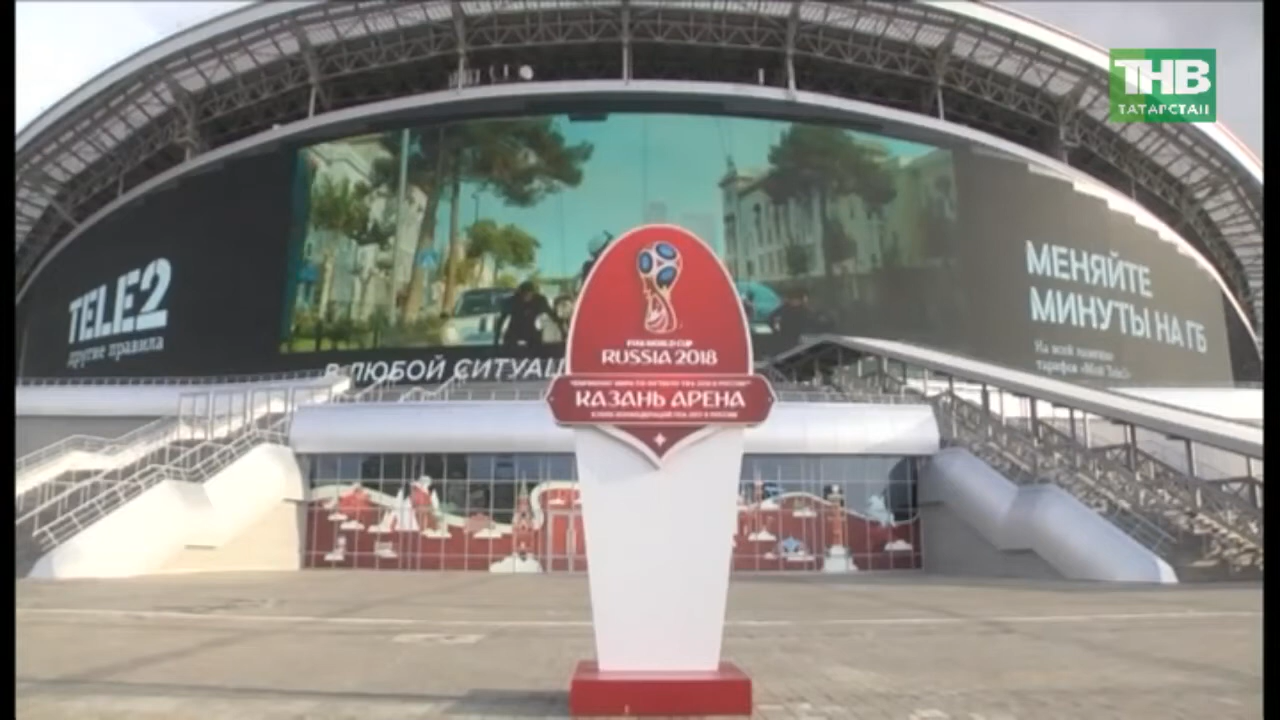 ТНВ
ТАТАРСТАН
TELE2
другие правила
МЕНЯЙТЕ
МИНУТЫ НА ГБ
В ЛЮБОЙ СИТУАЦ
FIFA WORLD CUP
RUSSIA 2018
КАЗАНЬ АРЕНА